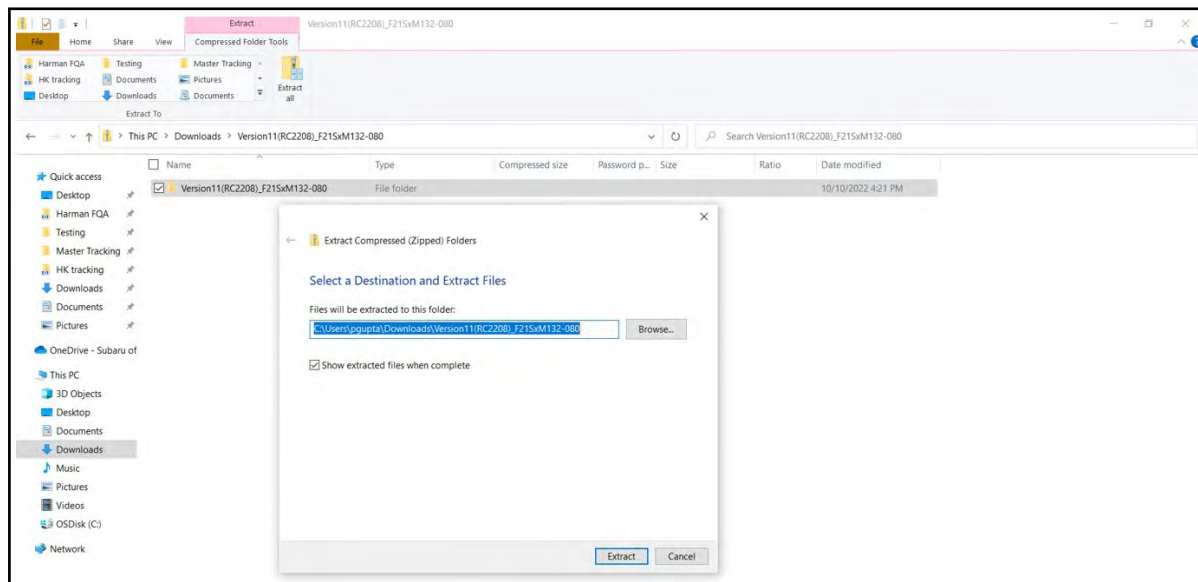 Extract Version11(RC2208)_F21SxM132-080
File Home Share View Compressed Folder Tools
Harman FQA Testing Master Tracking
HK tracking Documents Pictures
Desktop Downloads Documents
Extract all
Extract To
This PC > Downloads > Version11(RC2208)_F21SxM132-080 Search Version11(RC2208)_F21SxM132-080
Name Type Compressed size Password p... Size Ratio Date modified
Version11(RC2208)_F21SxM132-080 File folder 10/10/2022 4:21 PM
Quick access
Desktop
Harman FQA
Testing
Master Tracking
HK tracking
Downloads
Documents
Pictures
OneDrive - Subaru of
This PC
3D Objects
Desktop
Documents
Downloads
Music
Pictures
Videos
OSDisk (C:)
Network
Extract Compressed (Zipped) Folders
Select a Destination and Extract Files
Files will be extracted to this folder:
C:\Users\pgupta\Downloads\Version11(RC2208)_F21SxM132-080 Browse...
Show extracted files when complete
Extract Cancel